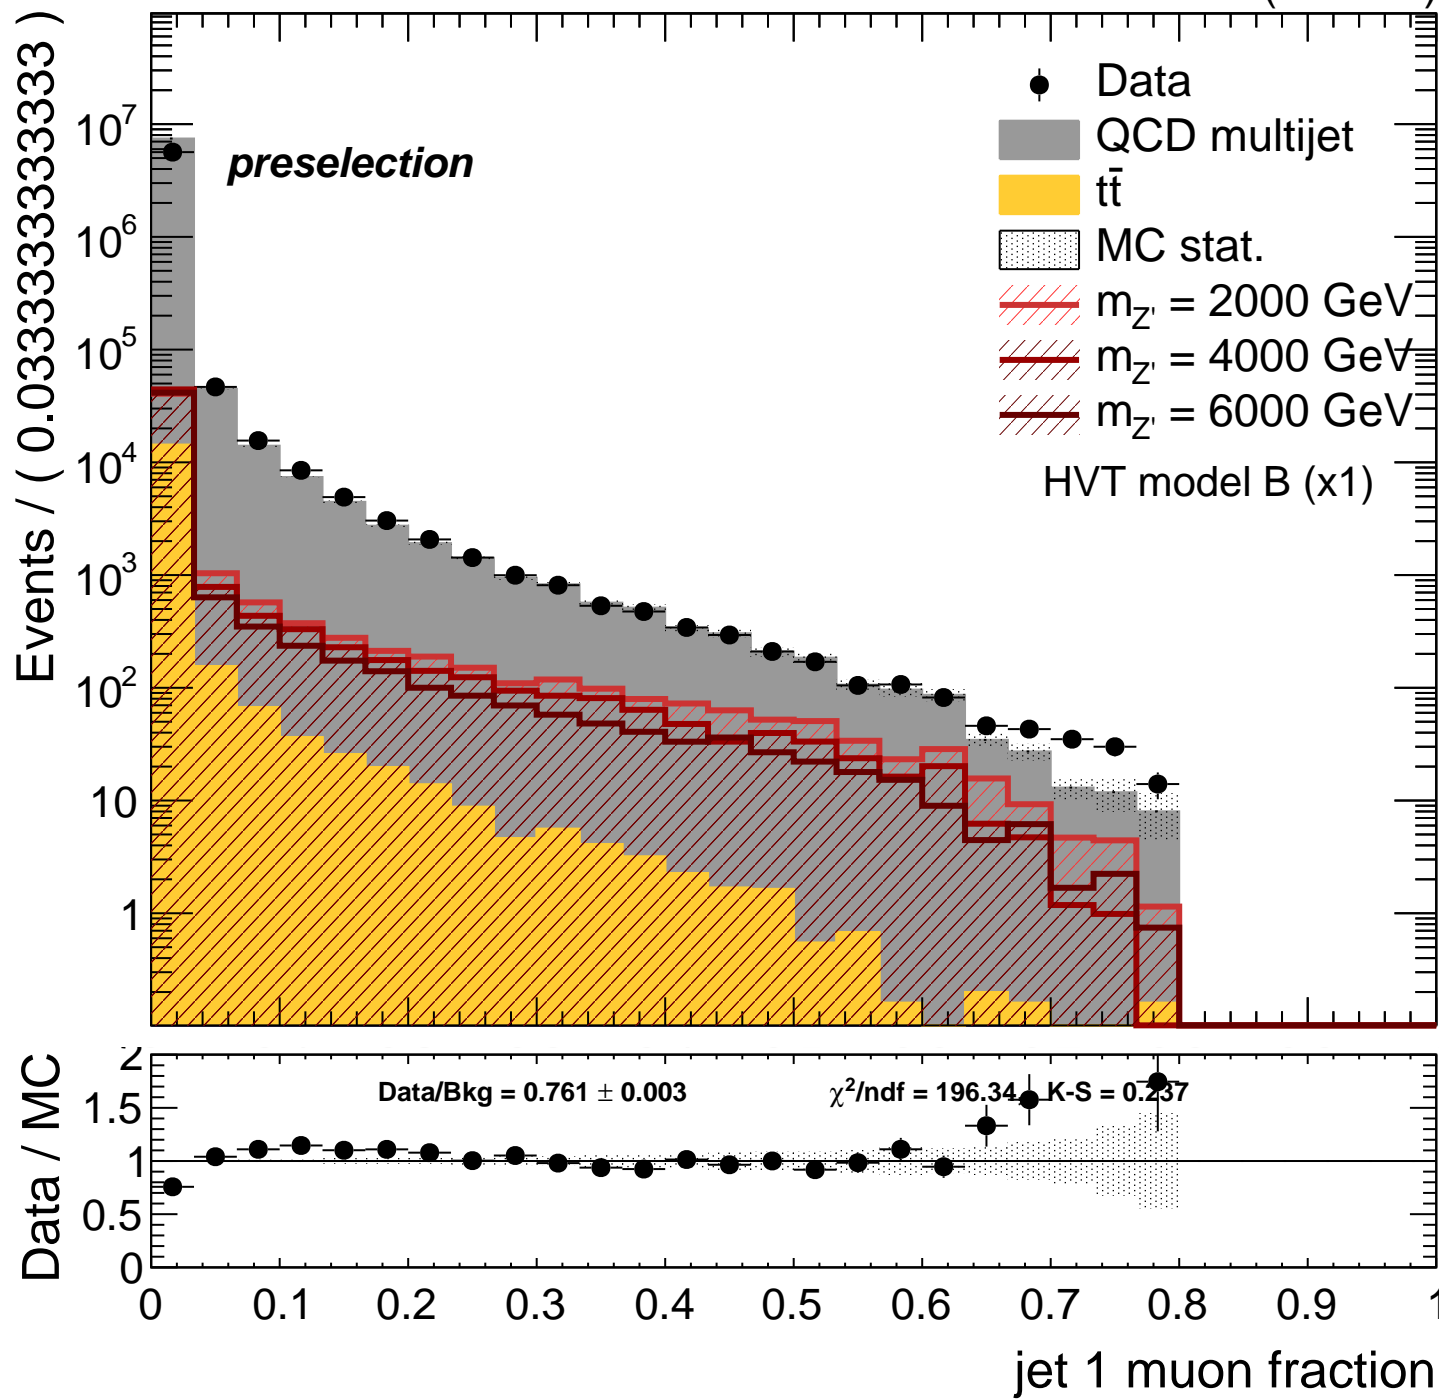 Events / ( 0.0333333333333 )
10^7
10^6
10^5
10^4
10^3
10^2
10
1
preselection
Data
QCD multijet
tt̄
MC stat.
m_Z' = 2000 GeV
m_Z' = 4000 GeV
m_Z' = 6000 GeV
HVT model B (x1)
Data / MC
2
1.5
1
0.5
0
Data/Bkg = 0.761 ± 0.003
χ²/ndf = 196.34, K-S = 0.237
0 0.1 0.2 0.3 0.4 0.5 0.6 0.7 0.8 0.9 1
jet 1 muon fraction